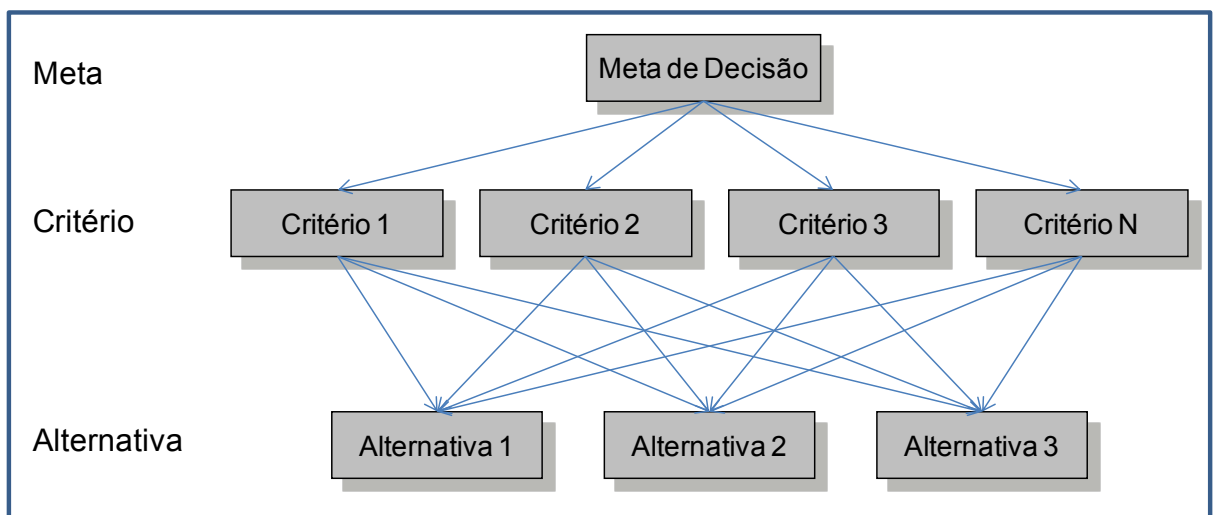 Meta
Meta de Decisão
Critério
Critério 1
Critério 2
Critério 3
Critério N
Alternativa
Alternativa 1
Alternativa 2
Alternativa 3